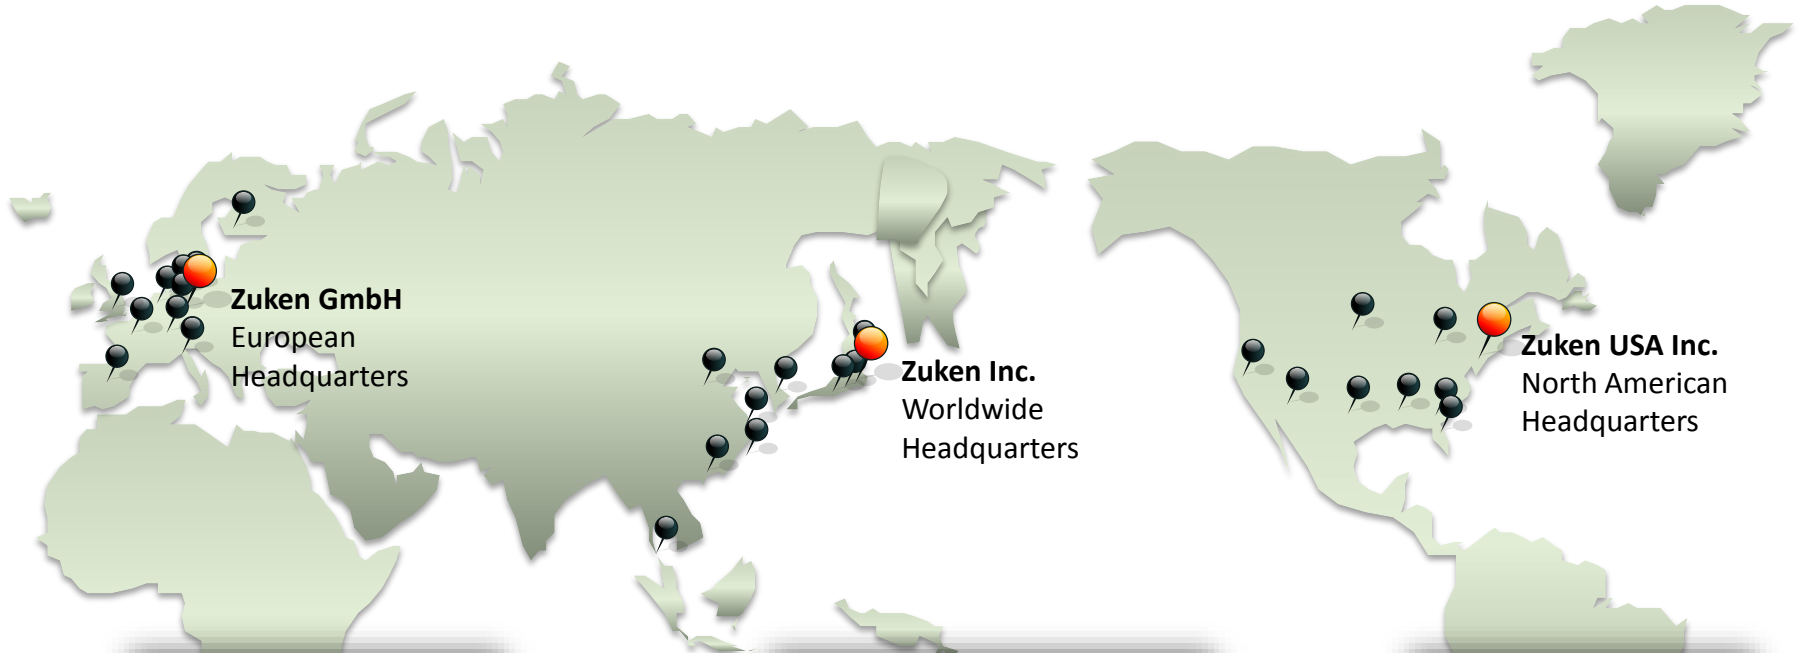 Zuken GmbH
European
Headquarters
Zuken Inc.
Worldwide
Headquarters
Zuken USA Inc.
North American
Headquarters